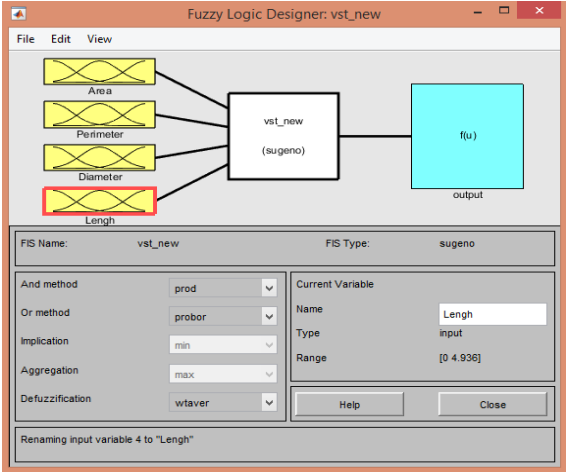 Fuzzy Logic Designer: vst_new
File Edit View
Area
Perimeter
Diameter
Lengh
vst_new
(sugeno)
f(u)
output
FIS Name: vst_new FIS Type: sugeno
And method prod
Or method probor
Implication min
Aggregation max
Defuzzification wtaver
Current Variable
Name Lengh
Type input
Range [0 4.936]
Help Close
Renaming input variable 4 to "Lengh"